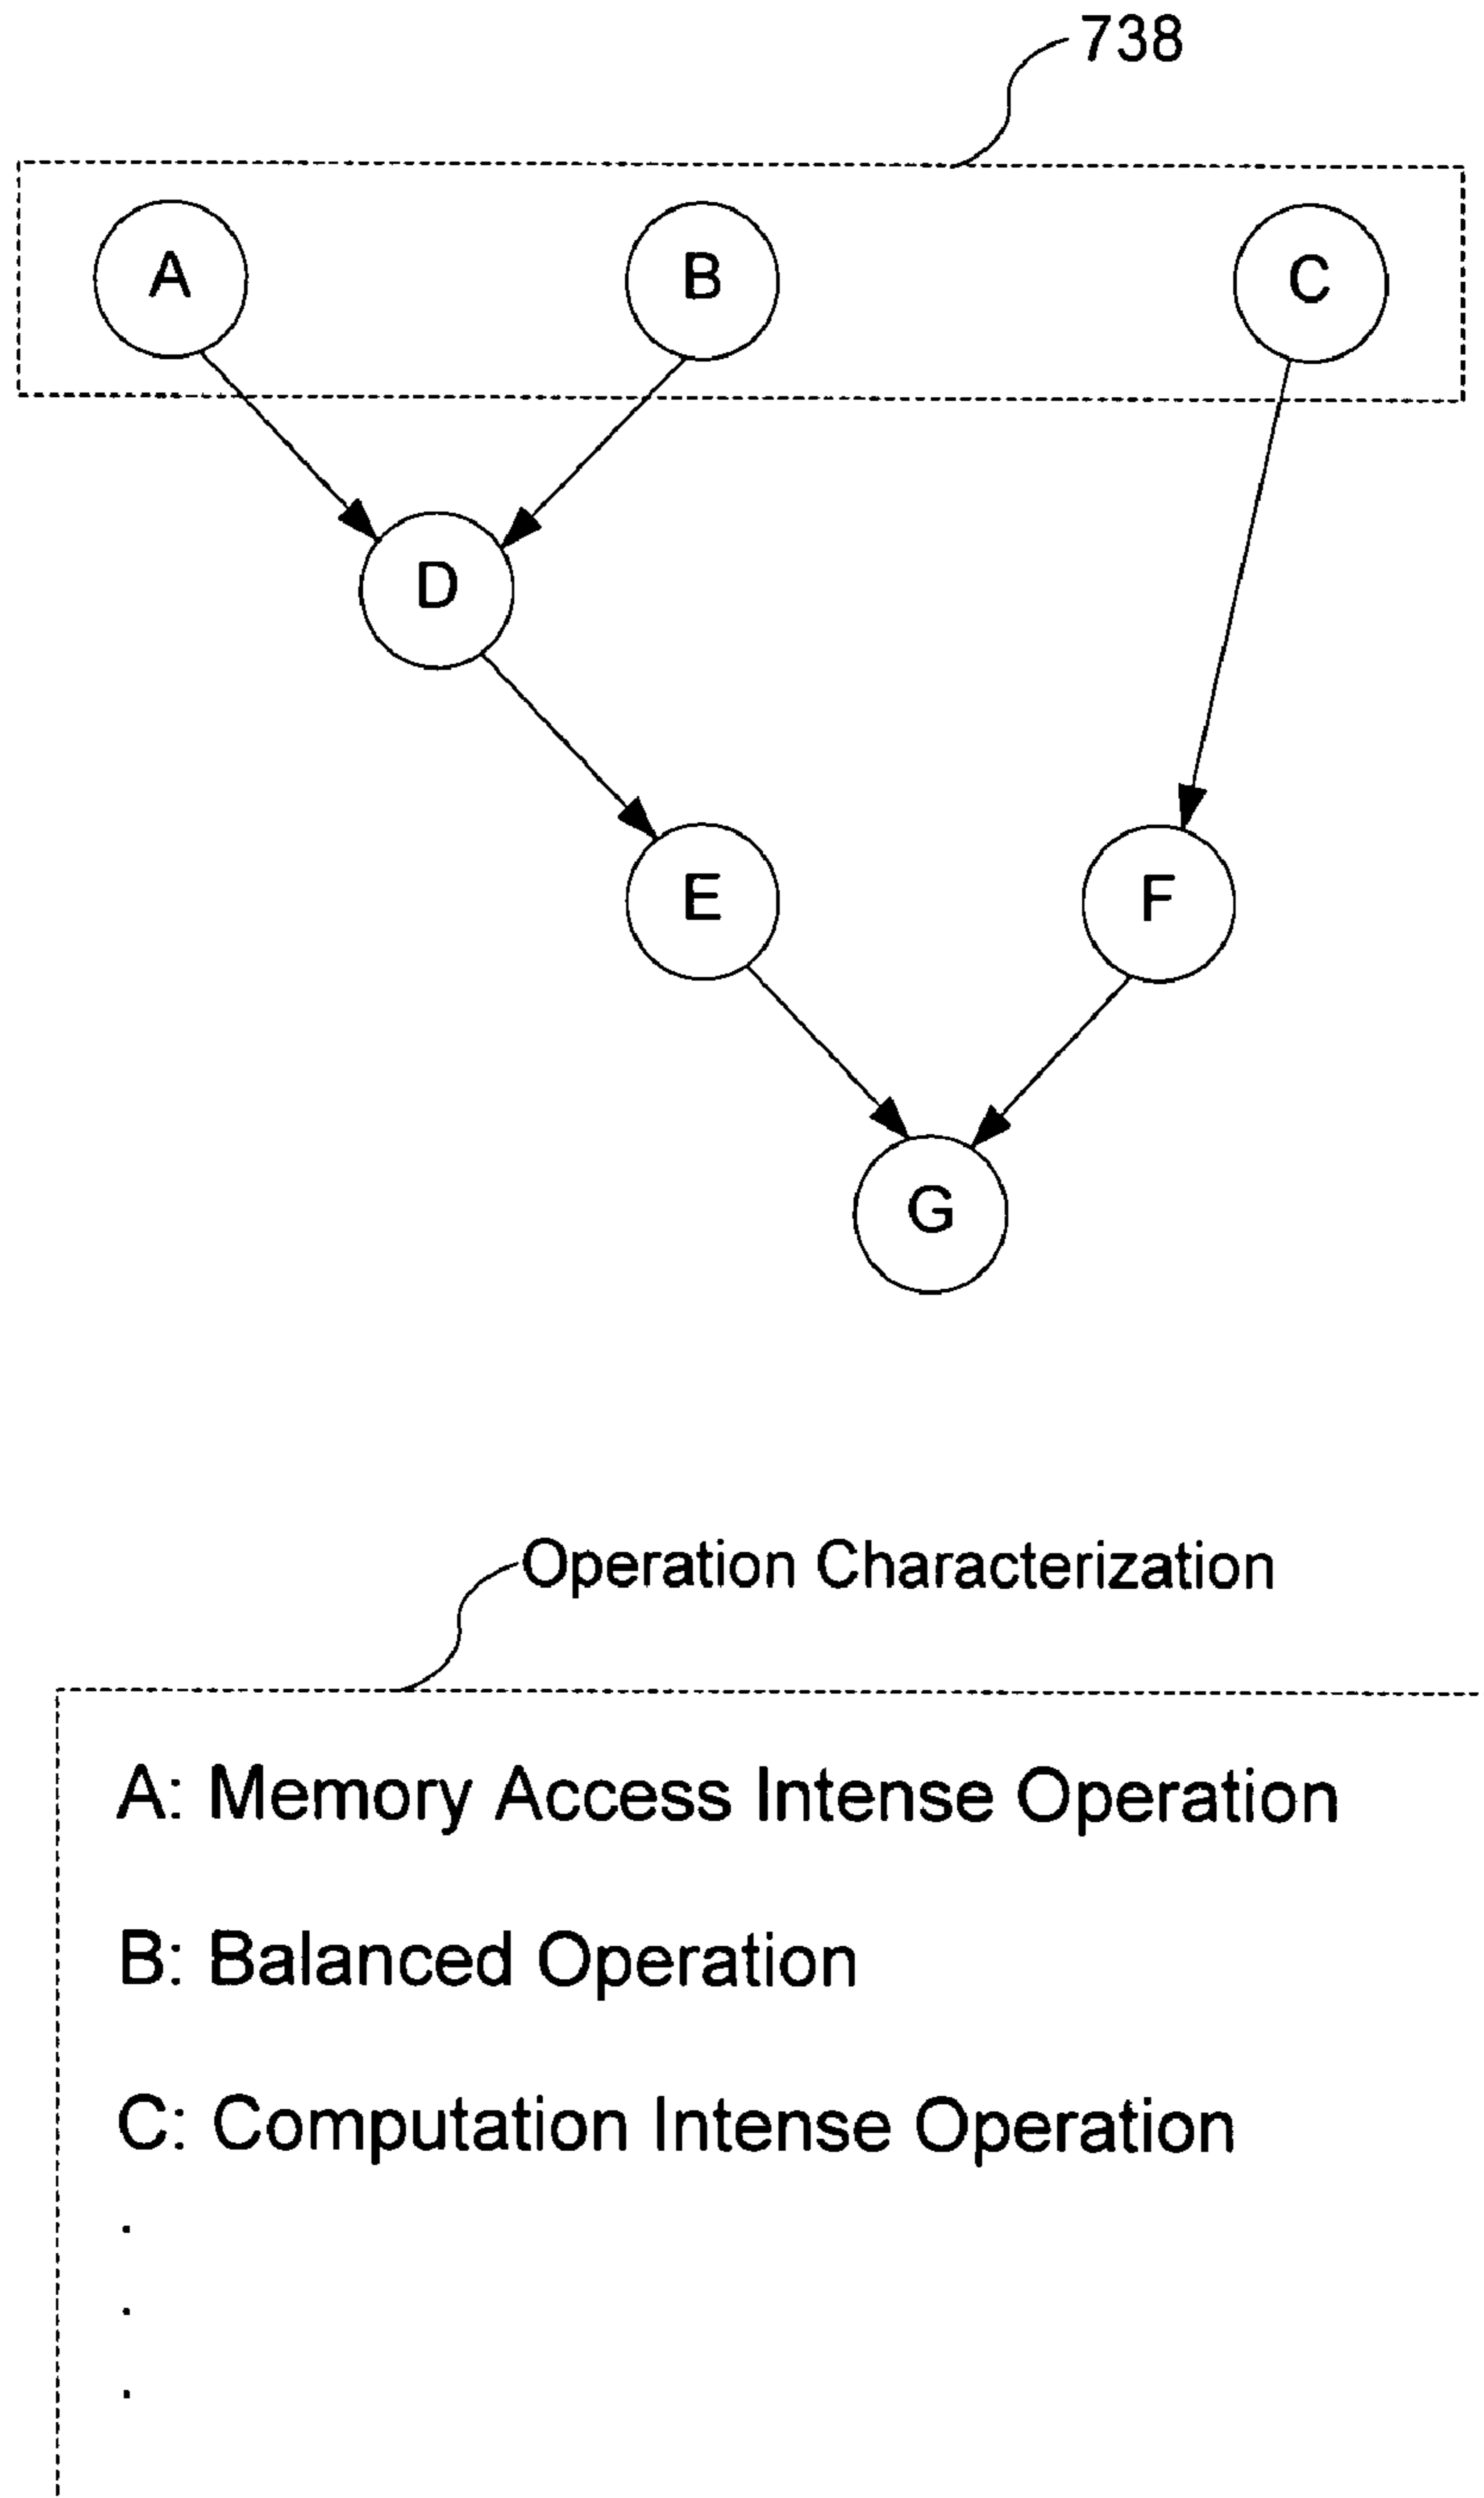 738
A B C
D
E F
G
Operation Characterization
A: Memory Access Intense Operation
B: Balanced Operation
C: Computation Intense Operation
.
.
.